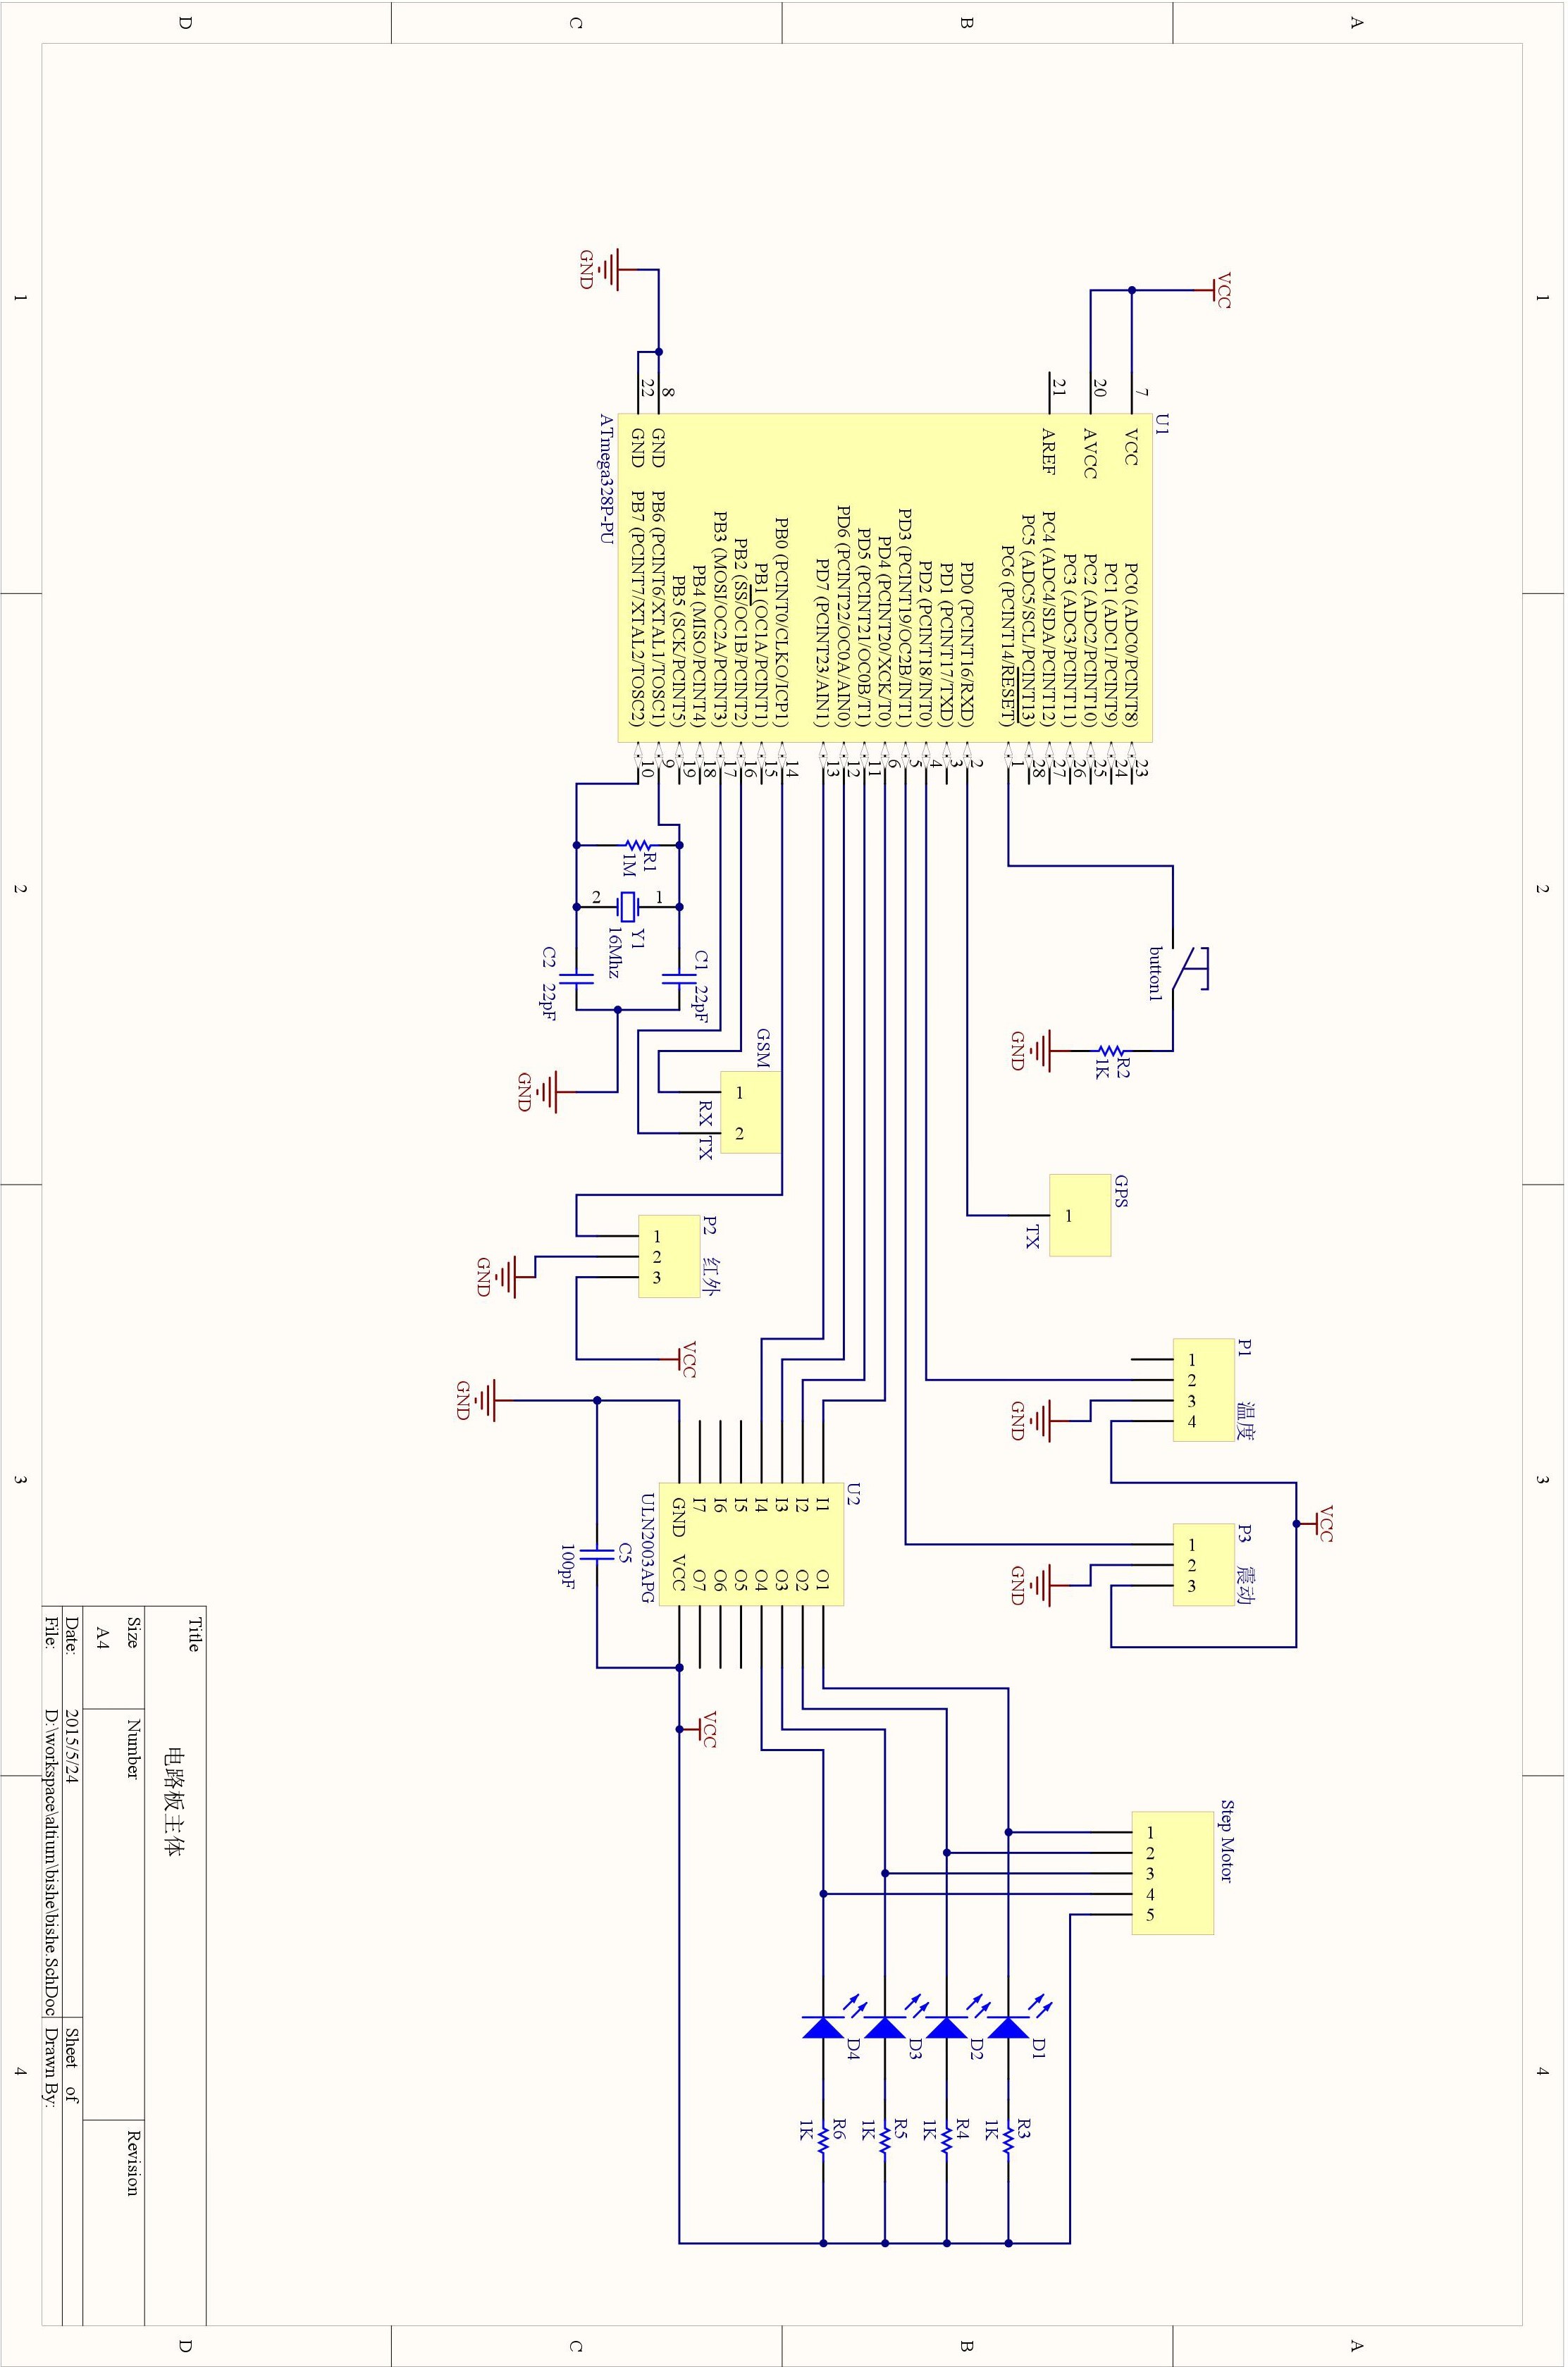 1 2 3 4
A A
B B
C C
D D
1 2 3 4
VCC
U1
7 VCC
20 AVCC
21 AREF
8 GND
22 GND
GND
PC0 (ADC0/PCINT8) 23
PC1 (ADC1/PCINT9) 24
PC2 (ADC2/PCINT10) 25
PC3 (ADC3/PCINT11) 26
PC4 (ADC4/SDA/PCINT12) 27
PC5 (ADC5/SCL/PCINT13) 28
PC6 (PCINT14/RESET) 1
PD0 (PCINT16/RXD) 2
PD1 (PCINT17/TXD) 3
PD2 (PCINT18/INT0) 4
PD3 (PCINT19/OC2B/INT1) 5
PD4 (PCINT20/XCK/T0) 6
PD5 (PCINT21/OC0B/T1) 11
PD6 (PCINT22/OC0A/AIN0) 12
PD7 (PCINT23/AIN1) 13
PB0 (PCINT0/CLKO/ICP1) 14
PB1 (OC1A/PCINT1) 15
PB2 (SS/OC1B/PCINT2) 16
PB3 (MOSI/OC2A/PCINT3) 17
PB4 (MISO/PCINT4) 18
PB5 (SCK/PCINT5) 19
PB6 (PCINT6/XTAL1/TOSC1) 9
PB7 (PCINT7/XTAL2/TOSC2) 10
ATmega328P-PU
button1
R2
1K
GND
GPS
1
TX
R1
1M
1
Y1
16Mhz
2
C1 22pF
C2 22pF
GND
GSM
1 2
RX TX
P2 红外
1 2 3
VCC
GND
VCC
P1 温度
1 2 3 4
GND
P3 震动
1 2 3
GND
Step Motor
1 2 3 4 5
D1
R3
1K
D2
R4
1K
D3
R5
1K
D4
R6
1K
U2
I1 O1
I2 O2
I3 O3
I4 O4
I5 O5
I6 O6
I7 O7
GND VCC
ULN2003APG
VCC
C5
100pF
GND
Title
电路板主体
Size Number Revision
A4
Date: 2015/5/24 Sheet of
File: D:\workspace\altium\bishe\bishe.SchDoc Drawn By: